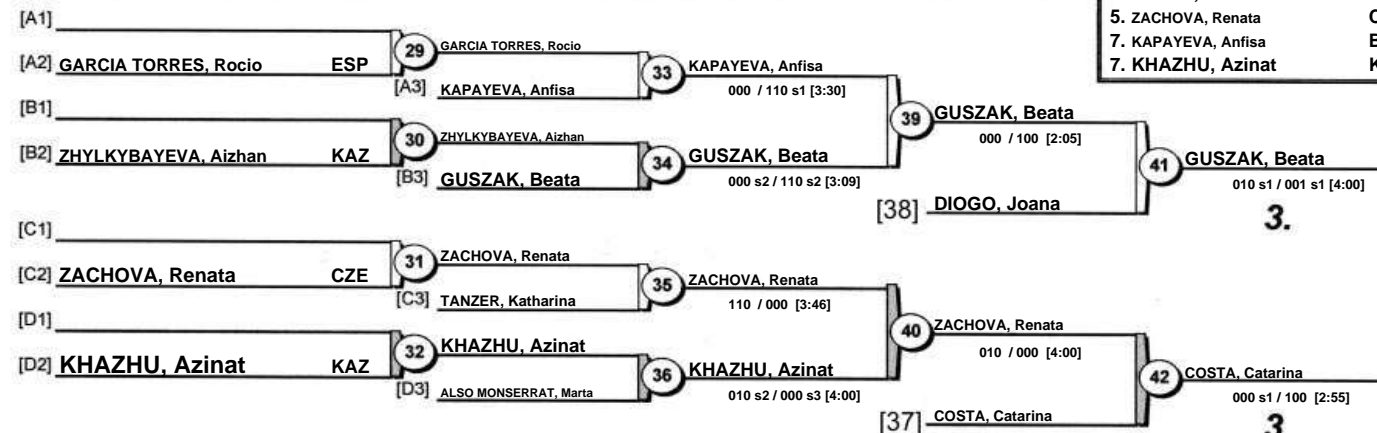 5. ZACHOVA, Renata
7. KAPAYEVA, Anfisa
7. KHAZHU, Azinat
[A1]
[A2] GARCIA TORRES, Rocio ESP
29
GARCIA TORRES, Rocio
[A3] KAPAYEVA, Anfisa
33
KAPAYEVA, Anfisa
000 / 110 s1 [3:30]
[B1]
[B2] ZHYLKYBAYEVA, Aizhan KAZ
30
ZHYLKYBAYEVA, Aizhan
[B3] GUSZAK, Beata
34
GUSZAK, Beata
000 s2 / 110 s2 [3:09]
39
GUSZAK, Beata
000 / 100 [2:05]
[38] DIOGO, Joana
41
GUSZAK, Beata
010 s1 / 001 s1 [4:00]
3.
[C1]
[C2] ZACHOVA, Renata CZE
31
ZACHOVA, Renata
[C3] TANZER, Katharina
35
ZACHOVA, Renata
110 / 000 [3:46]
[D1]
[D2] KHAZHU, Azinat KAZ
32
KHAZHU, Azinat
[D3] ALSO MONSERRAT, Marta
36
KHAZHU, Azinat
010 s2 / 000 s3 [4:00]
40
ZACHOVA, Renata
010 / 000 [4:00]
[37] COSTA, Catarina
42
COSTA, Catarina
000 s1 / 100 [2:55]
3